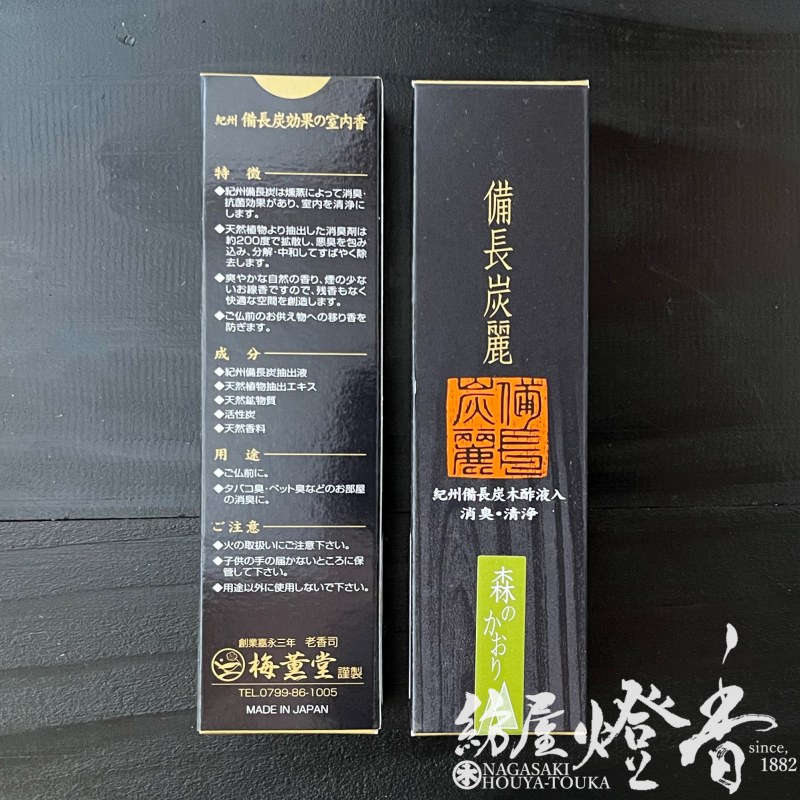 紀州 備長炭効果の室内香
特 徴
◆紀州備長炭は燻蒸によって消臭・
抗菌効果があり、室内を清浄に
します。
◆天然植物より抽出した消臭剤は
約200度で拡散し、悪臭を包み
込み、分解・中和してすばやく除
去します。
◆爽やかな自然の香り、煙の少な
いお線香ですので、残香もなく
快適な空間を創造します。
◆ご仏前のお供え物への移り香を
防ぎます。
成 分
◆紀州備長炭抽出液
◆天然植物抽出エキス
◆天然鉱物質
◆活性炭
◆天然香料
用 途
◆ご仏前に。
◆タバコ臭・ペット臭などのお部屋
の消臭に。
ご注意
◆火の取扱いにご注意下さい。
◆子供の手の届かないところに保
管して下さい。
◆用途以外に使用しないで下さい。
創業嘉永三年 老香司
梅薫堂 謹製
TEL.0799-86-1005
MADE IN JAPAN
備長炭麗
備長炭麗
紀州備長炭木酢液入
消臭・清浄
森のかおり
紡屋燈香
NAGASAKI
HOUYA-TOUKA
since,
1882